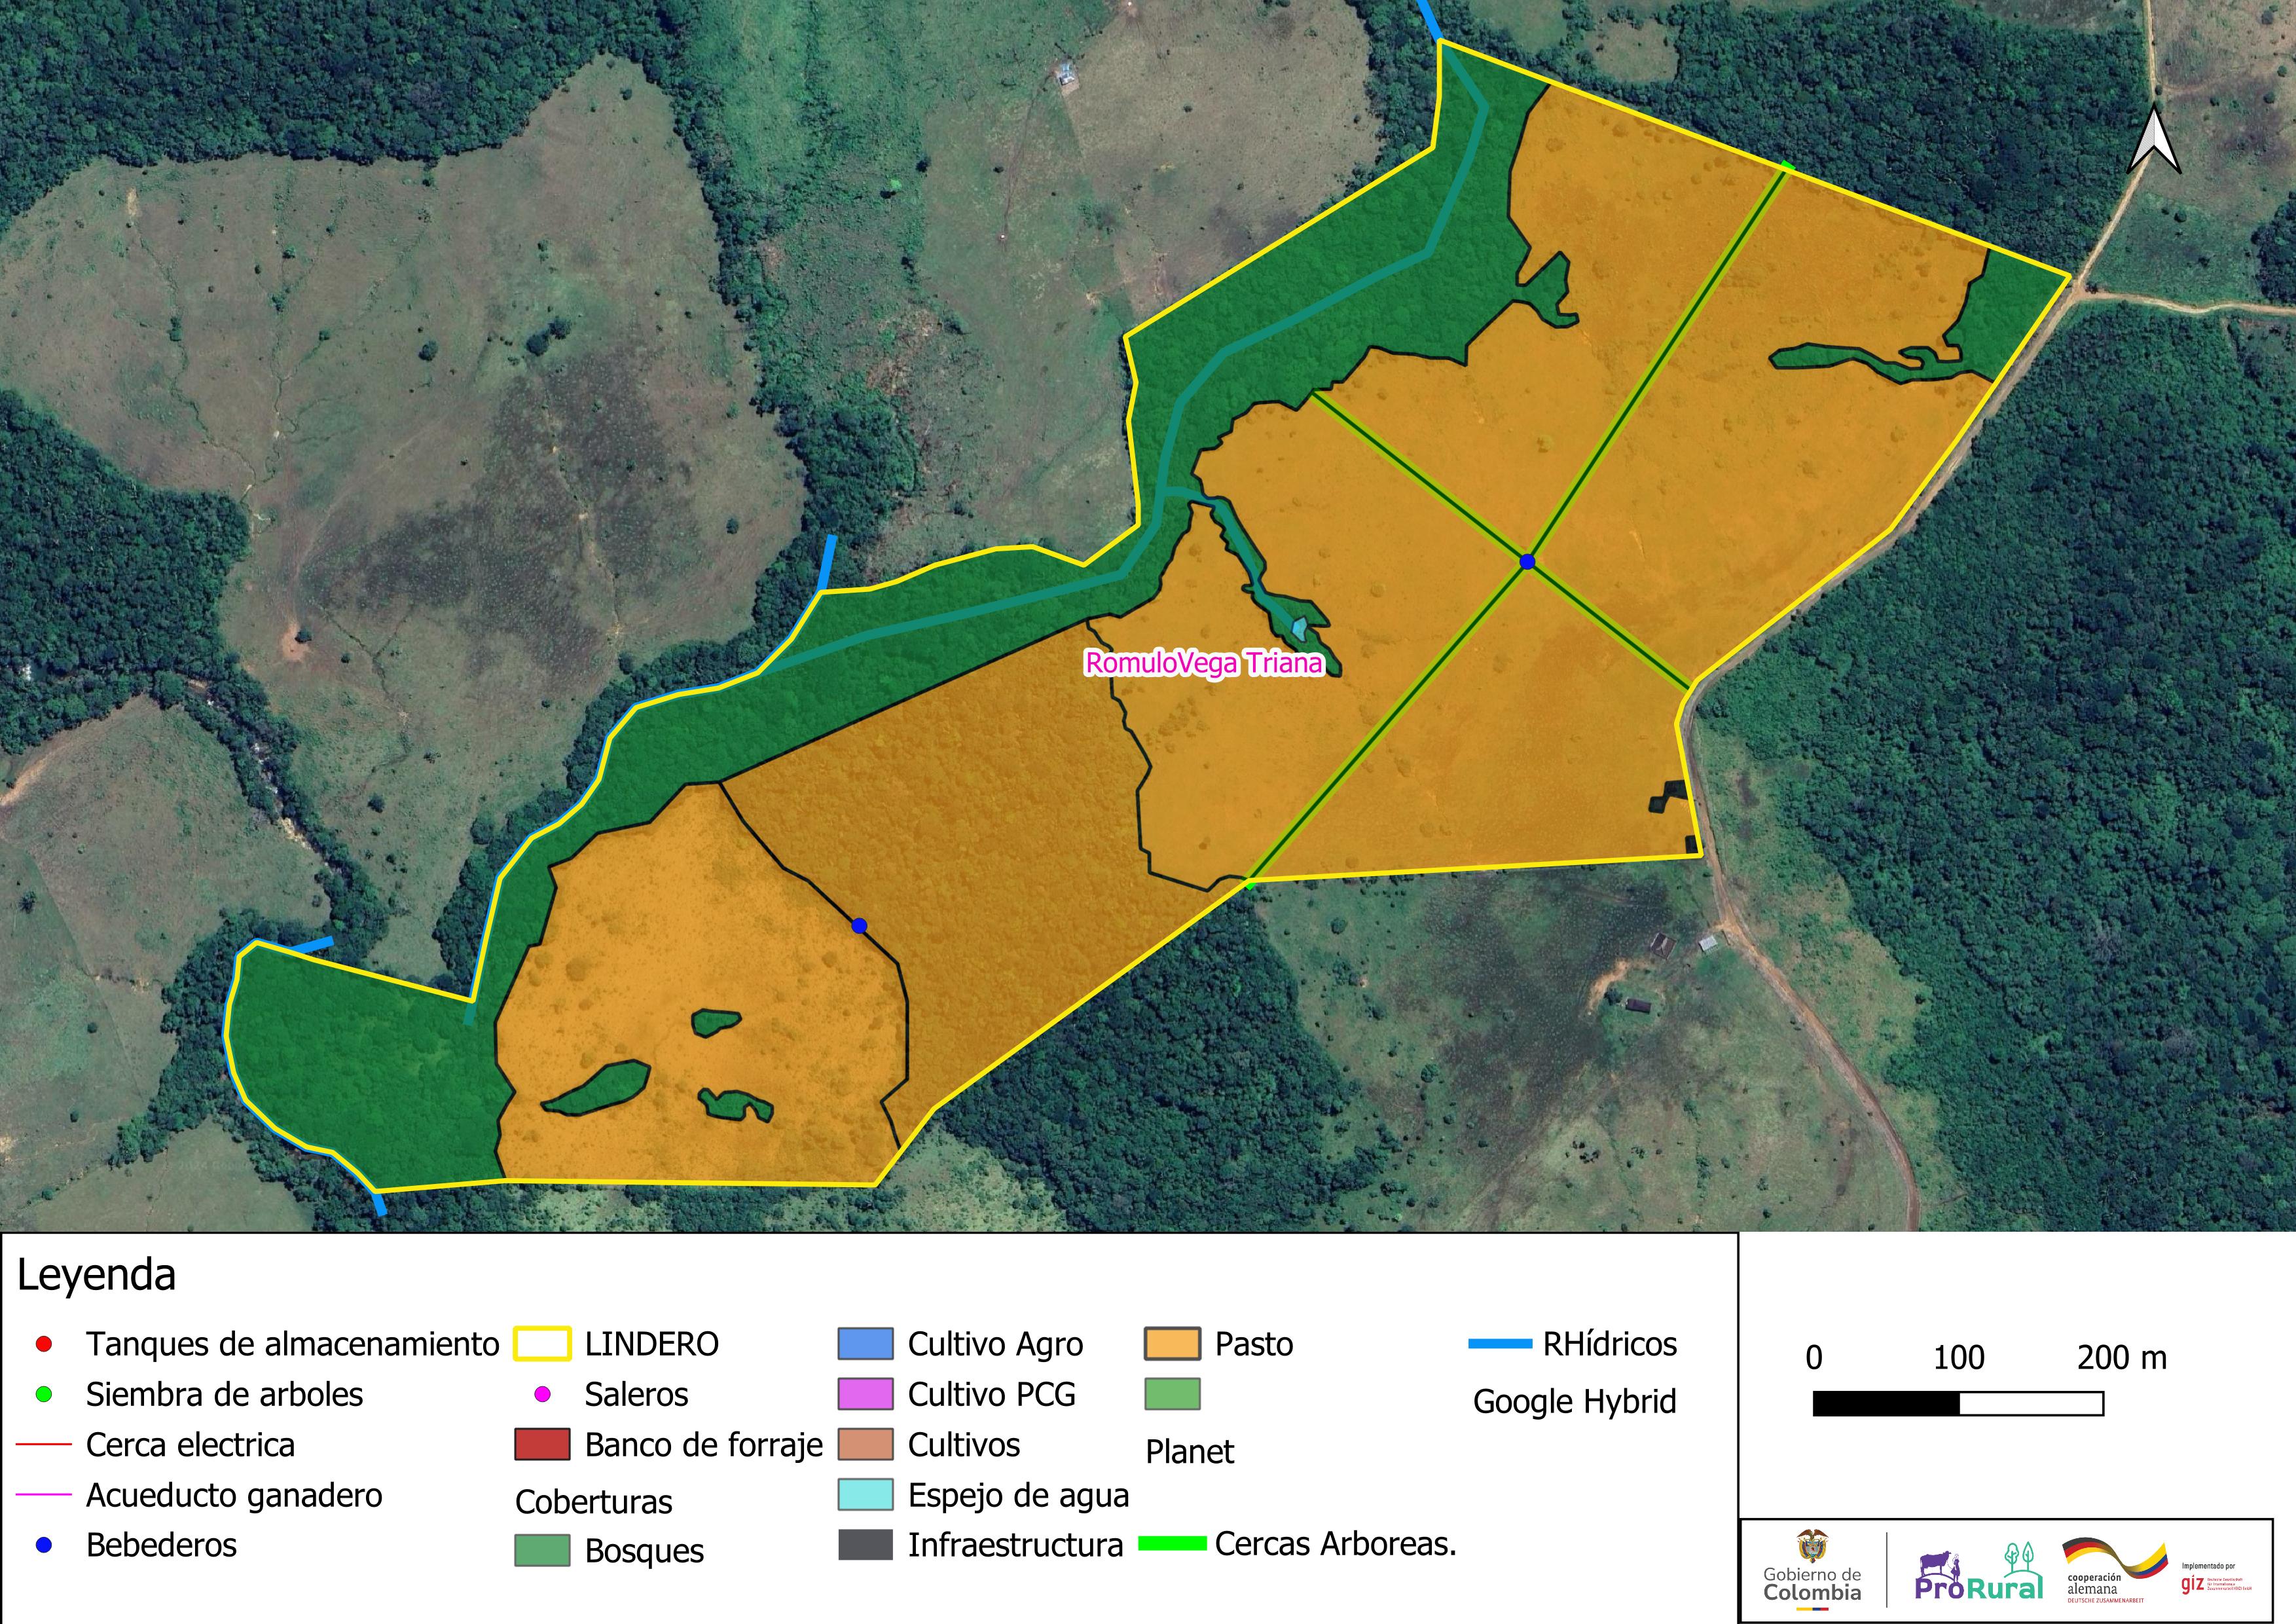 RomuloVega Triana
Leyenda
Tanques de almacenamiento
Siembra de arboles
Cerca electrica
Acueducto ganadero
Bebederos
LINDERO
Saleros
Banco de forraje
Coberturas
Bosques
Cultivo Agro
Cultivo PCG
Cultivos
Espejo de agua
Infraestructura
Pasto
Planet
Cercas Arboreas.
RHídricos
Google Hybrid
0 100 200 m
Gobierno de
Colombia
ProRural
cooperación
alemana
DEUTSCHE ZUSAMMENARBEIT
Implementado por
giz